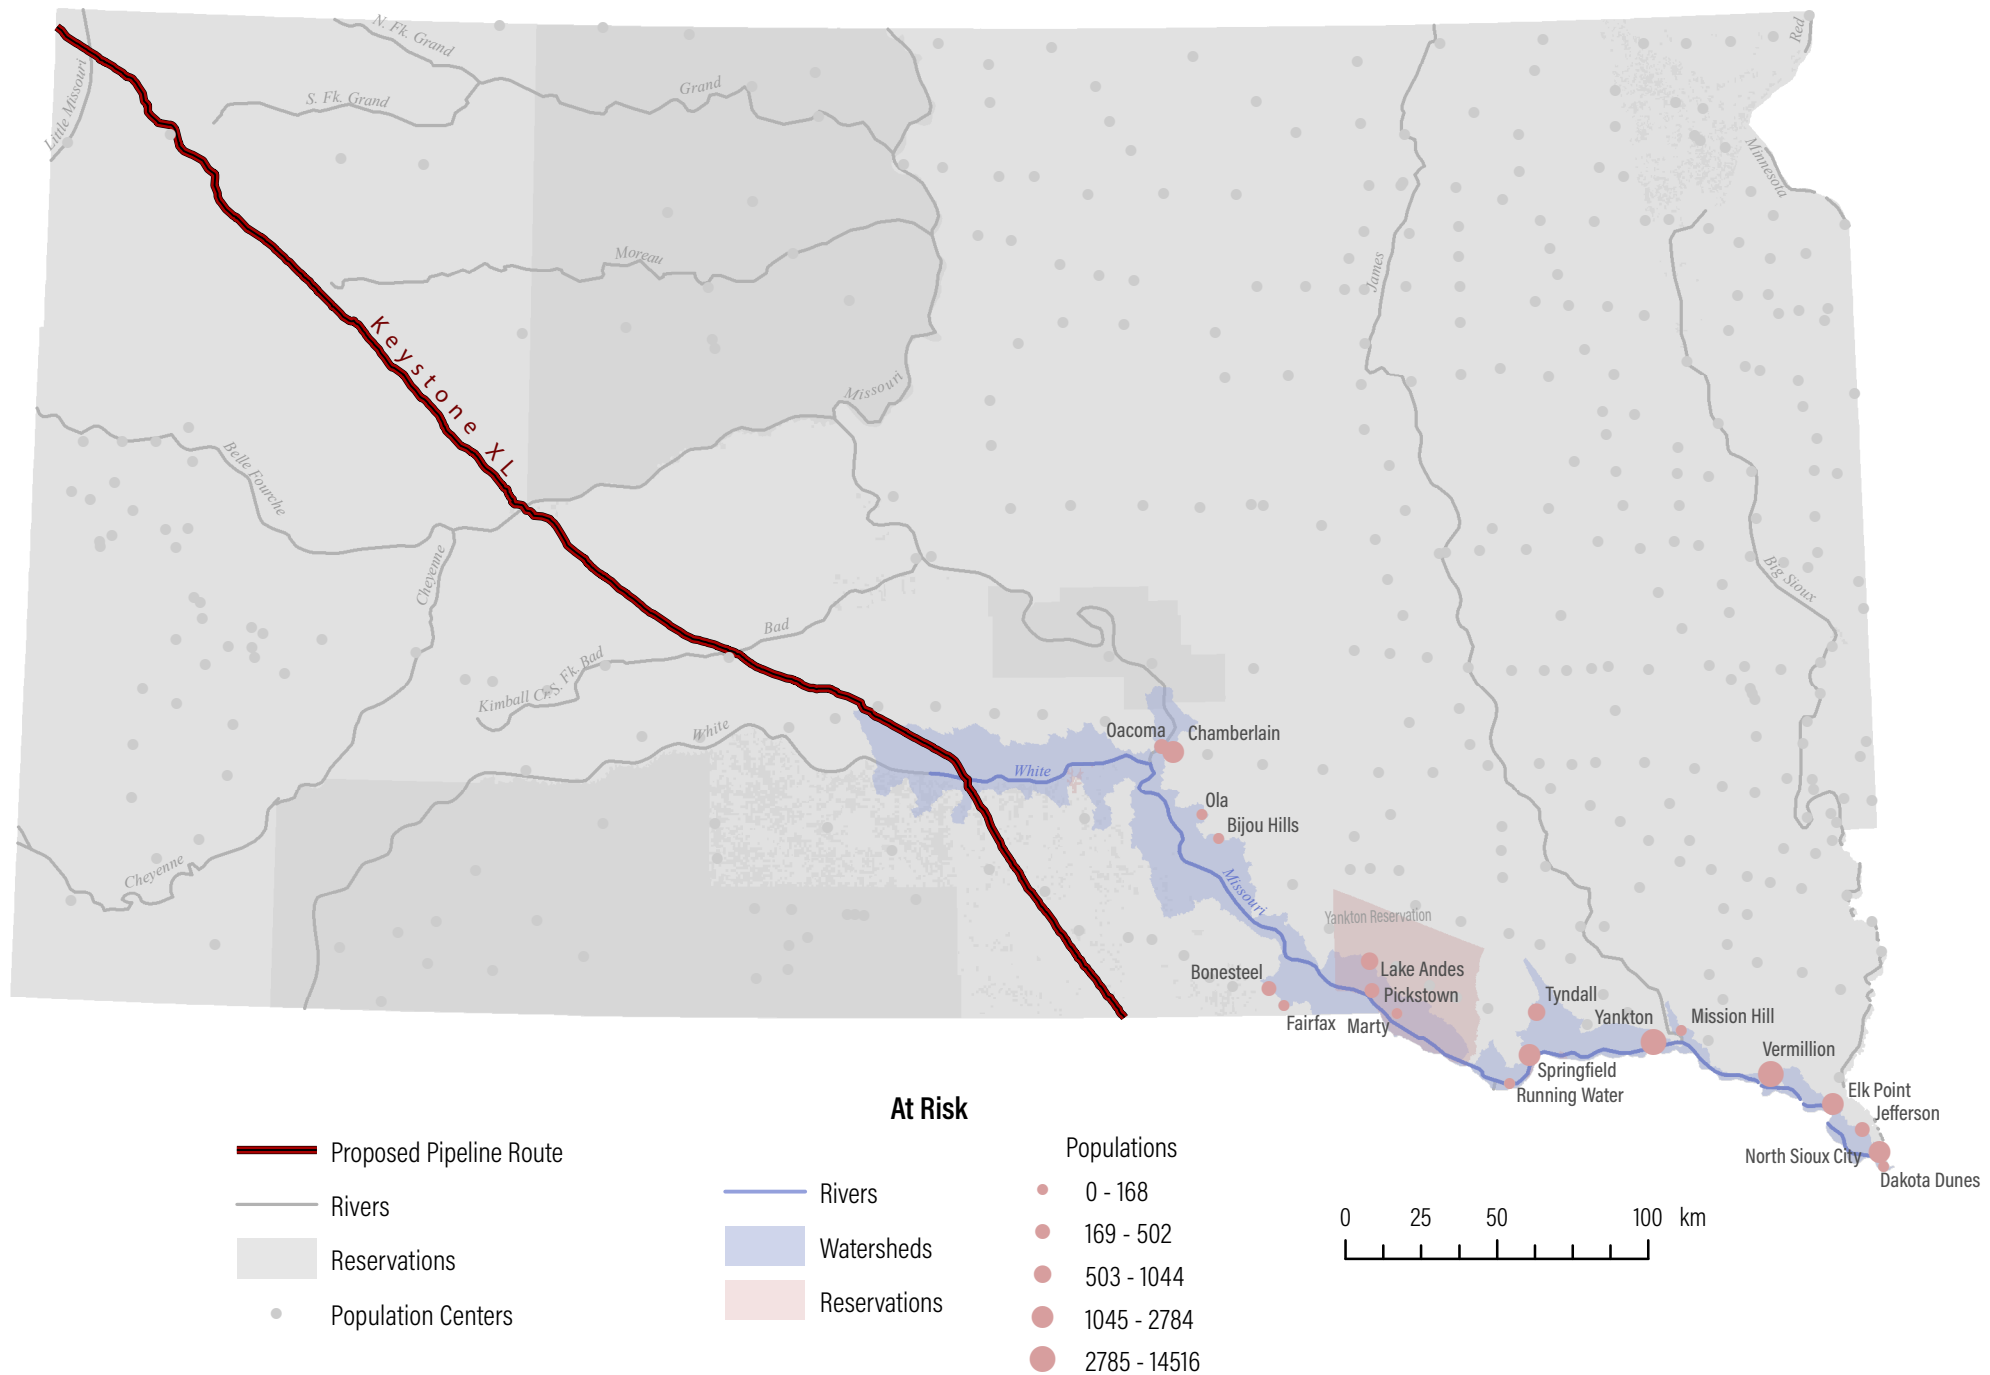 Red
N. Fk. Grand
Little Missouri
S. Fk. Grand
Grand
Minnesota
Moreau
James
Keystone XL
Missouri
Belle Fourche
Cheyenne
Big Sioux
Bad
Kimball Cr.
S. Fk. Bad
White
Oacoma
Chamberlain
White
Ola
Bijou Hills
Cheyenne
Missouri
Yankton Reservation
Bonesteel
Lake Andes
Pickstown
Tyndall
Fairfax
Marty
Yankton
Mission Hill
Vermillion
Springfield
Running Water
Elk Point
Jefferson
North Sioux City
Dakota Dunes
At Risk
Proposed Pipeline Route
Rivers
Reservations
Population Centers
Rivers
Watersheds
Reservations
Populations
0 - 168
169 - 502
503 - 1044
1045 - 2784
2785 - 14516
0 25 50 100 km